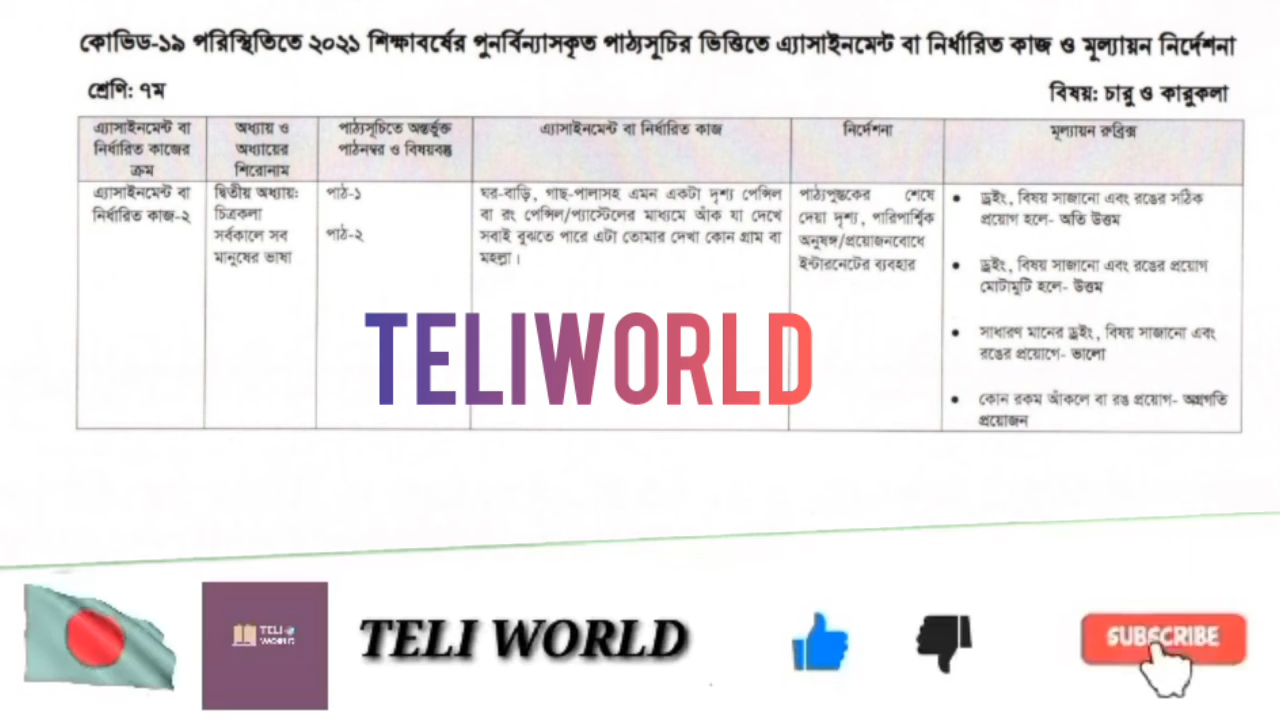 কোভিড-১৯ পরিস্থিতিতে ২০২১ শিক্ষাবর্ষের পুনর্বিন্যাসকৃত পাঠ্যসূচির ভিত্তিতে এ্যাসাইনমেন্ট বা নির্ধারিত কাজ ও মূল্যায়ন নির্দেশনা
শ্রেণি: ৭ম
বিষয়: চারু ও কারুকলা
এ্যাসাইনমেন্ট বা
নির্ধারিত কাজের
ক্রম
অধ্যায় ও
অধ্যায়ের
শিরোনাম
পাঠ্যসূচিতে অন্তর্ভুক্ত
পাঠনম্বর ও বিষয়বস্তু
এ্যাসাইনমেন্ট বা নির্ধারিত কাজ
নির্দেশনা
মূল্যায়ন রুব্রিক্স
এ্যাসাইনমেন্ট বা
নির্ধারিত কাজ-২
দ্বিতীয় অধ্যায়:
চিত্রকলা
সর্বকালে সব
মানুষের ভাষা
পাঠ-১
পাঠ-২
ঘর-বাড়ি, গাছ-পালাসহ এমন একটা দৃশ্য পেন্সিল
বা রং পেন্সিল/প্যাস্টেলের মাধ্যমে আঁক যা দেখে
সবাই বুঝতে পারে এটা তোমার দেখা কোন গ্রাম বা
মহল্লা।
পাঠ্যপুস্তকের শেষে
দেয়া দৃশ্য, পারিপার্শ্বিক
অনুষঙ্গ/প্রয়োজনবোধে
ইন্টারনেটের ব্যবহার
• ড্রইং, বিষয় সাজানো এবং রঙের সঠিক
প্রয়োগ হলে- অতি উত্তম
• ড্রইং, বিষয় সাজানো এবং রঙের প্রয়োগ
মোটামুটি হলে- উত্তম
• সাধারণ মানের ড্রইং, বিষয় সাজানো এবং
রঙের প্রয়োগে- ভালো
• কোন রকম আঁকলে বা রঙ প্রয়োগ- অগ্রগতি
প্রয়োজন
TELIWORLD
TELI
WORLD
TELI WORLD
SUBSCRIBE